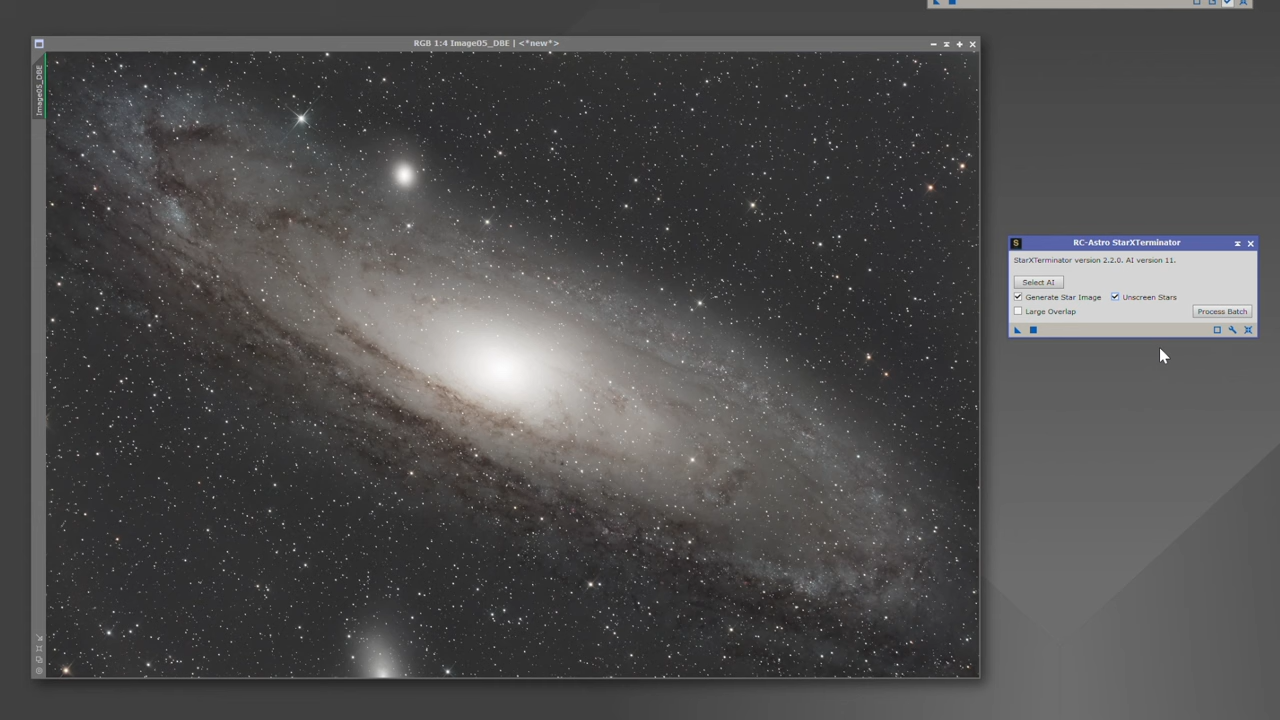 RGB 1:4 Image05_DBE | <*new*>
Image05_DBE
S
RC-Astro StarXTerminator
StarXTerminator version 2.2.0. AI version 11.
Select AI
Generate Star Image
Unscreen Stars
Large Overlap
Process Batch